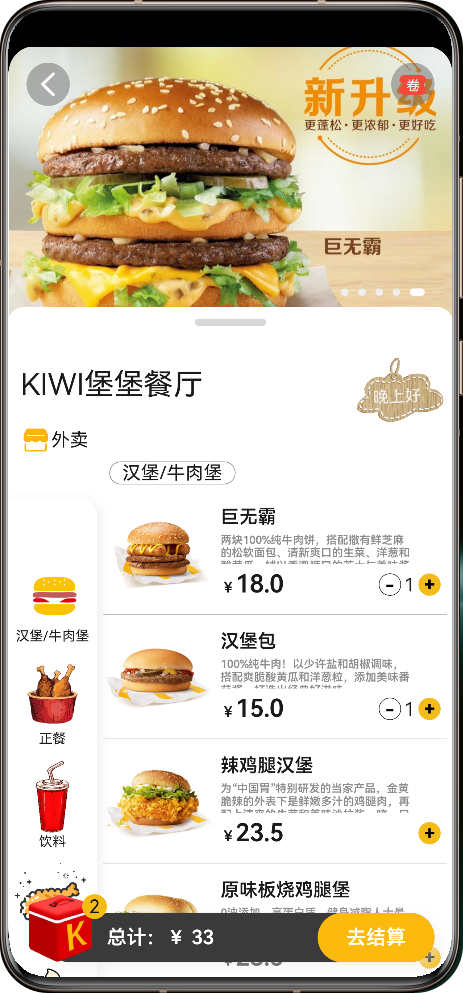 新升级
卷
更蓬松·更浓郁·更好吃
巨无霸
KIWI堡堡餐厅
晚上好
外卖
汉堡/牛肉堡
巨无霸
两块100%纯牛肉饼，搭配撒有鲜芝麻
的松软面包、清新爽口的生菜、洋葱和
¥18.0
1
汉堡/牛肉堡
汉堡包
100%纯牛肉！以少许盐和胡椒调味，
搭配爽脆酸黄瓜和洋葱粒，添加美味番
¥15.0
1
正餐
辣鸡腿汉堡
为“中国胃”特别研发的当家产品，金黄
脆辣的外表下是鲜嫩多汁的鸡腿肉，再
¥23.5
饮料
原味板烧鸡腿堡
K
2
总计：¥ 33
去结算